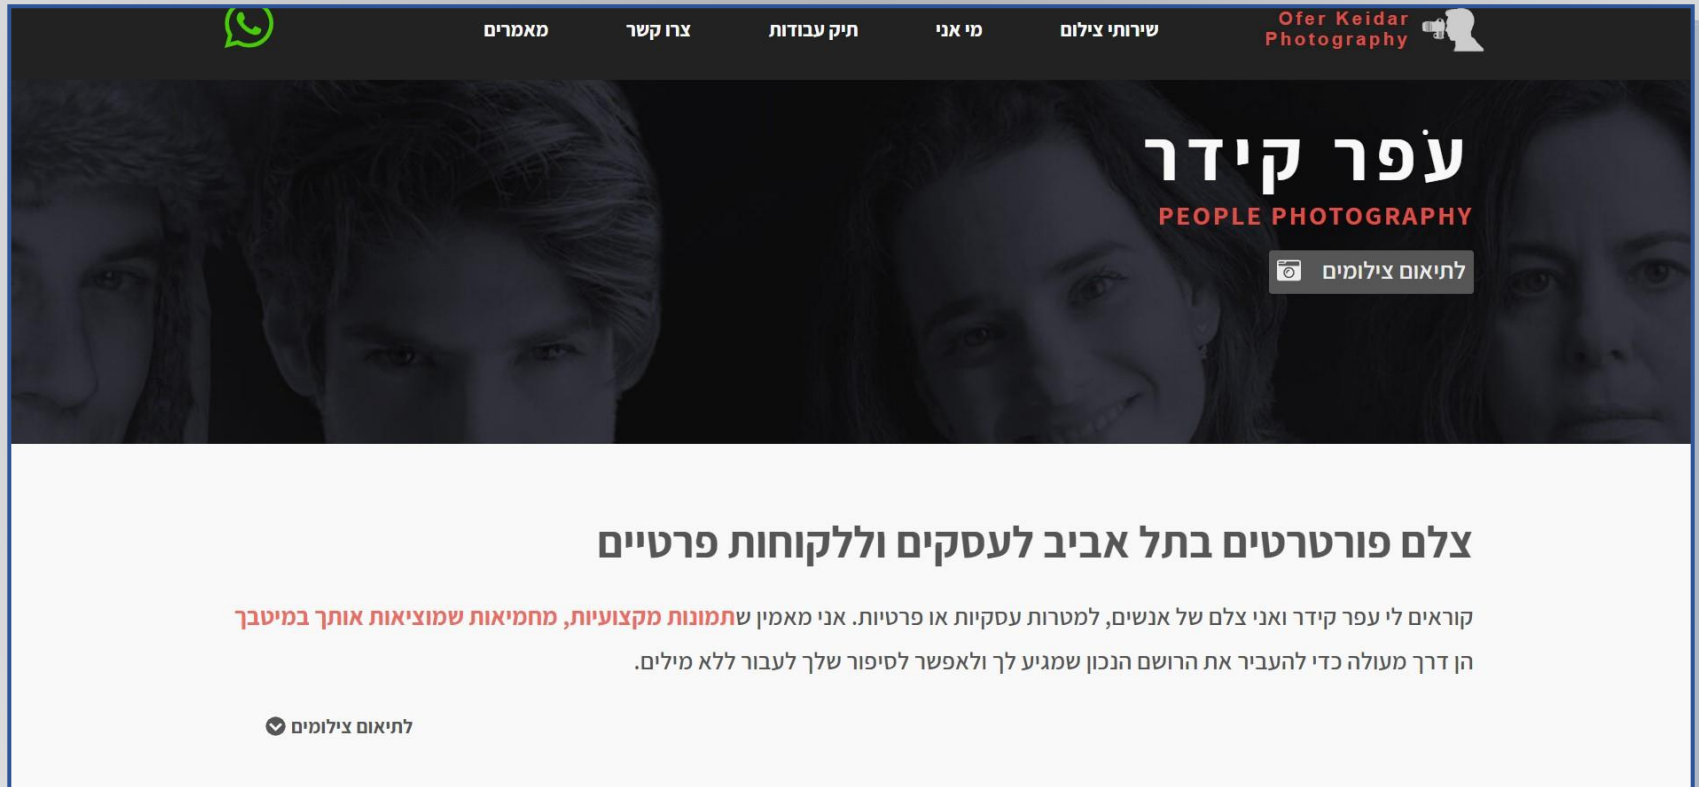 Ofer Keidar
Photography
שירותי צילום
מי אני
תיק עבודות
צרו קשר
מאמרים
עֹפר קידר
PEOPLE PHOTOGRAPHY
לתיאום צילומים
צלם פורטרטים בתל אביב לעסקים וללקוחות פרטיים
קוראים לי עפר קידר ואני צלם של אנשים, למטרות עסקיות או פרטיות. אני מאמין שתמונות מקצועיות, מחמיאות שמוציאות אותך במיטבך
הן דרך מעולה כדי להעביר את הרושם הנכון שמגיע לך ולאפשר לסיפור שלך לעבור ללא מילים.
לתיאום צילומים